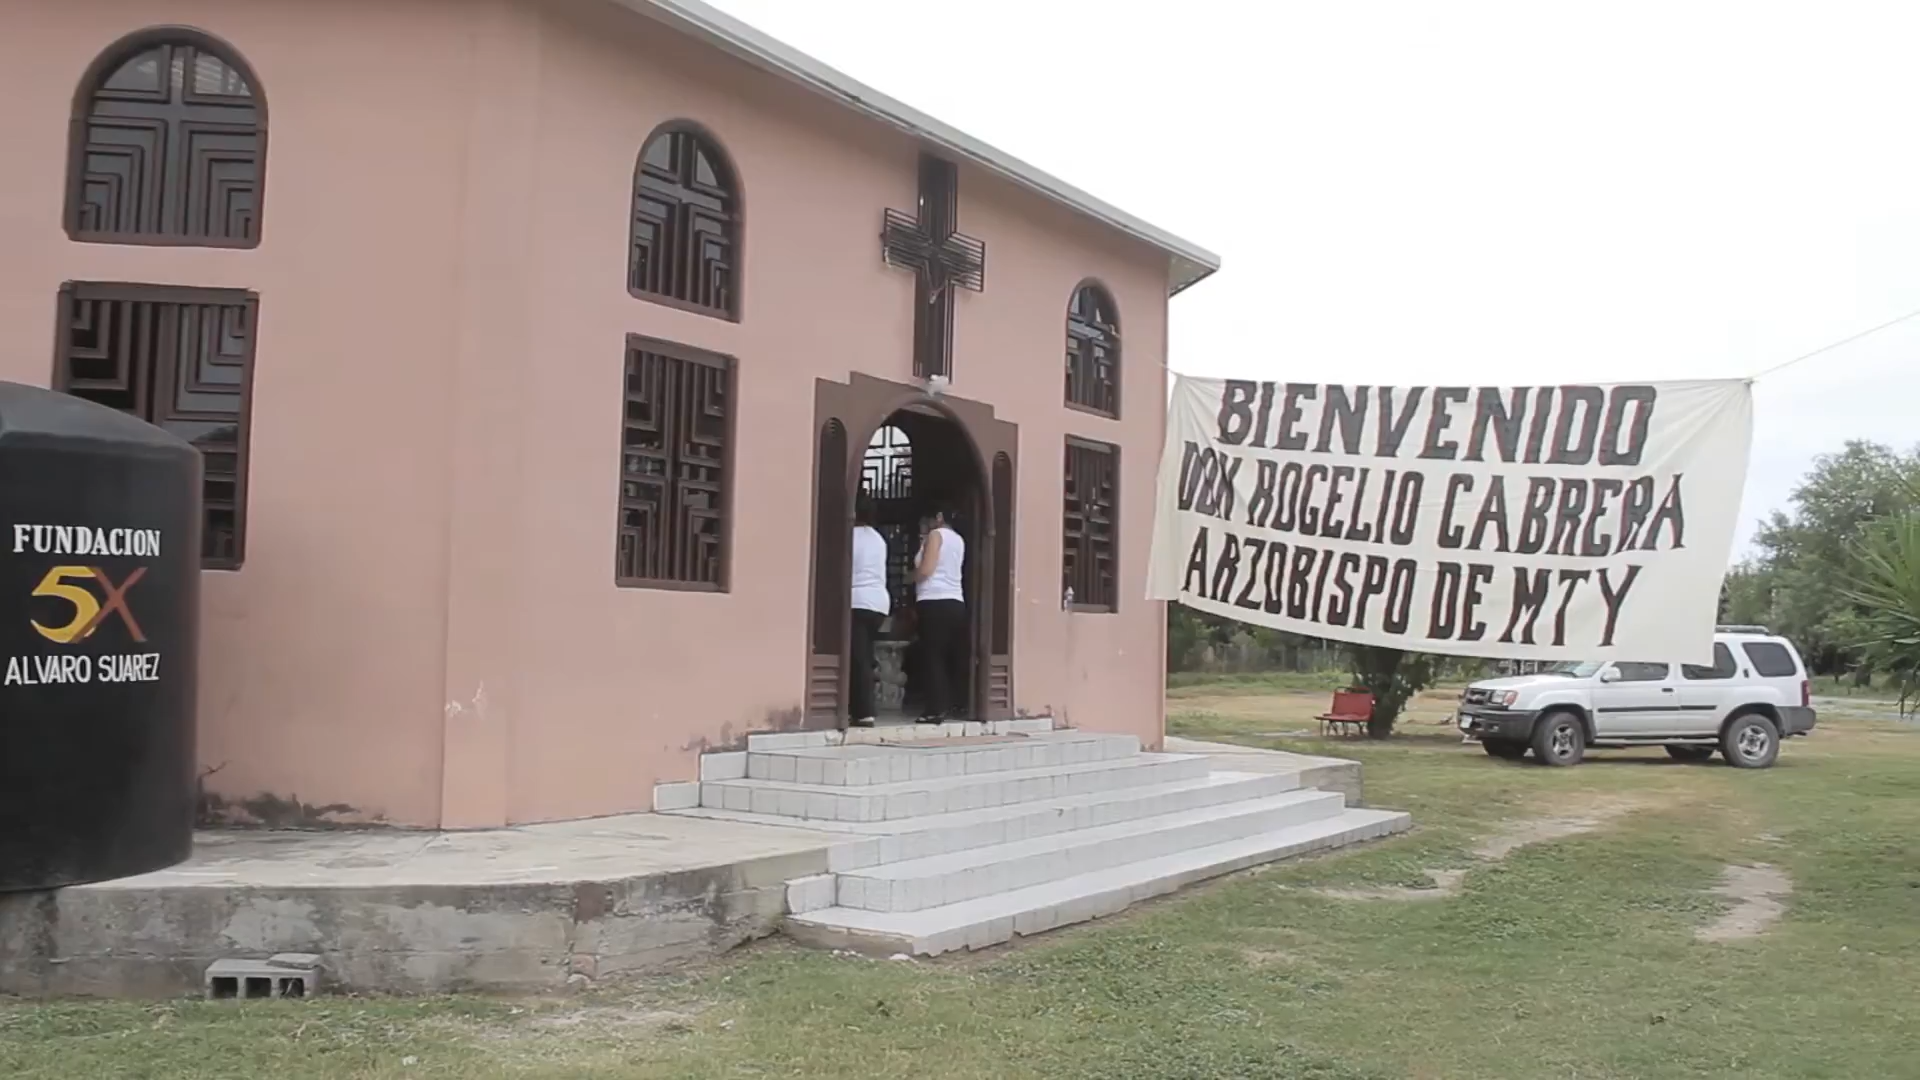 FUNDACION
5X
ALVARO SUAREZ
BIENVENIDO
DON ROGELIO CABRERA
ARZOBISPO DE MTY